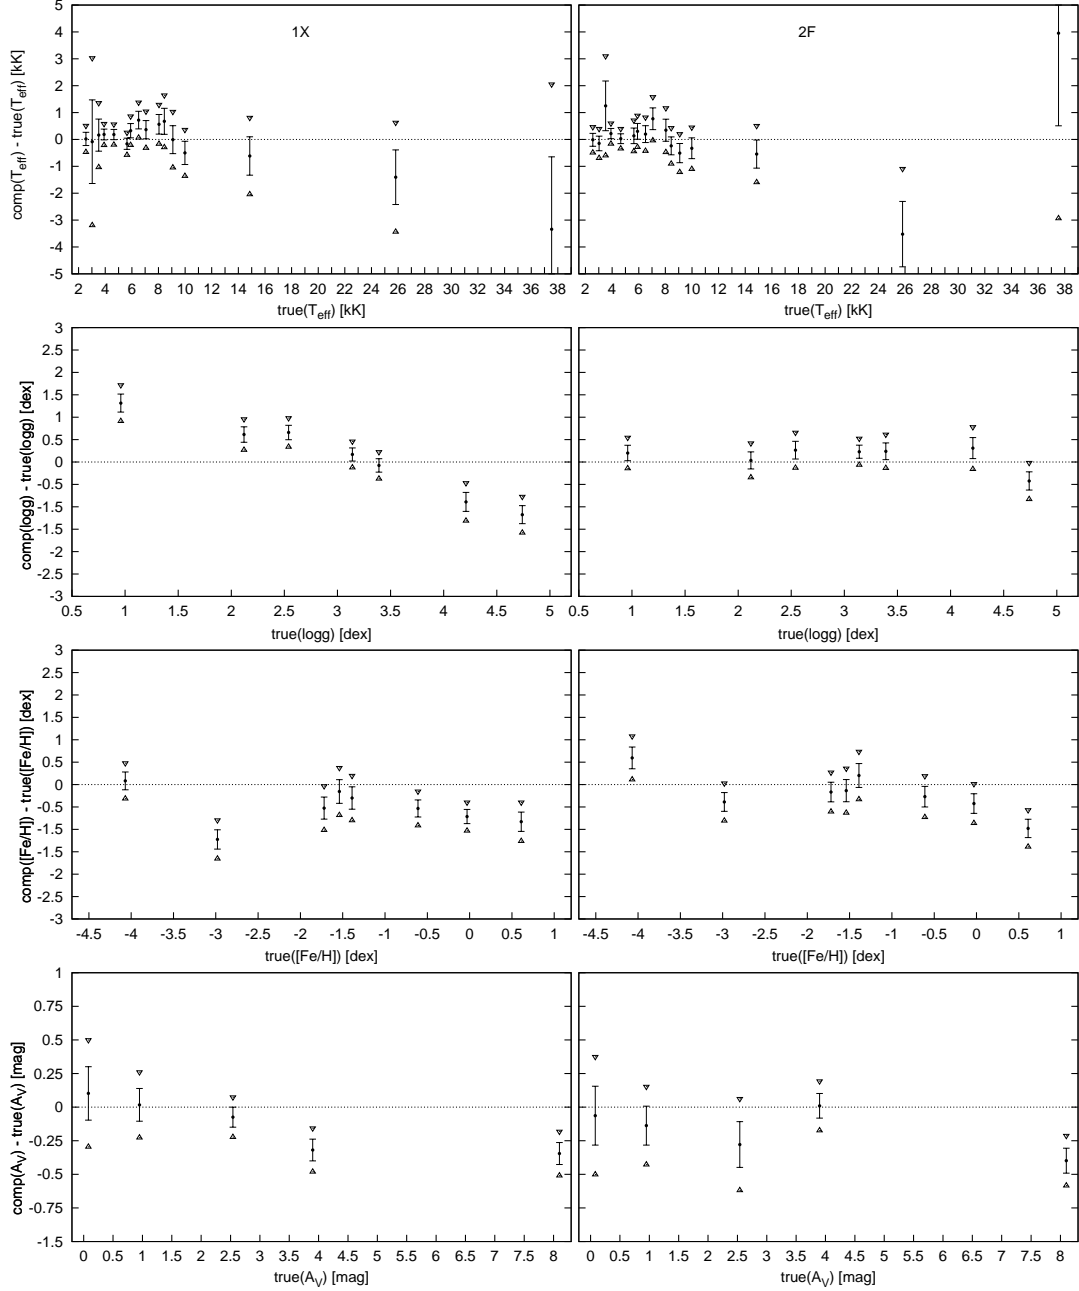 1X
2F
comp(Teff) - true(Teff) [kK]
5
4
3
2
1
0
-1
-2
-3
-4
-5
2 4 6 8 10 12 14 16 18 20 22 24 26 28 30 32 34 36 38
2 4 6 8 10 12 14 16 18 20 22 24 26 28 30 32 34 36 38
true(Teff) [kK]
true(Teff) [kK]
comp(logg) - true(logg) [dex]
3
2.5
2
1.5
1
0.5
0
-0.5
-1
-1.5
-2
-2.5
-3
0.5 1 1.5 2 2.5 3 3.5 4 4.5 5
0.5 1 1.5 2 2.5 3 3.5 4 4.5 5
true(logg) [dex]
true(logg) [dex]
comp([Fe/H]) - true([Fe/H]) [dex]
3
2.5
2
1.5
1
0.5
0
-0.5
-1
-1.5
-2
-2.5
-3
-4.5 -4 -3.5 -3 -2.5 -2 -1.5 -1 -0.5 0 0.5 1
-4.5 -4 -3.5 -3 -2.5 -2 -1.5 -1 -0.5 0 0.5 1
true([Fe/H]) [dex]
true([Fe/H]) [dex]
comp(AV) - true(AV) [mag]
1
0.75
0.5
0.25
0
-0.25
-0.5
-0.75
-1.5
0 0.5 1 1.5 2 2.5 3 3.5 4 4.5 5 5.5 6 6.5 7 7.5 8
0 0.5 1 1.5 2 2.5 3 3.5 4 4.5 5 5.5 6 6.5 7 7.5 8
true(AV) [mag]
true(AV) [mag]